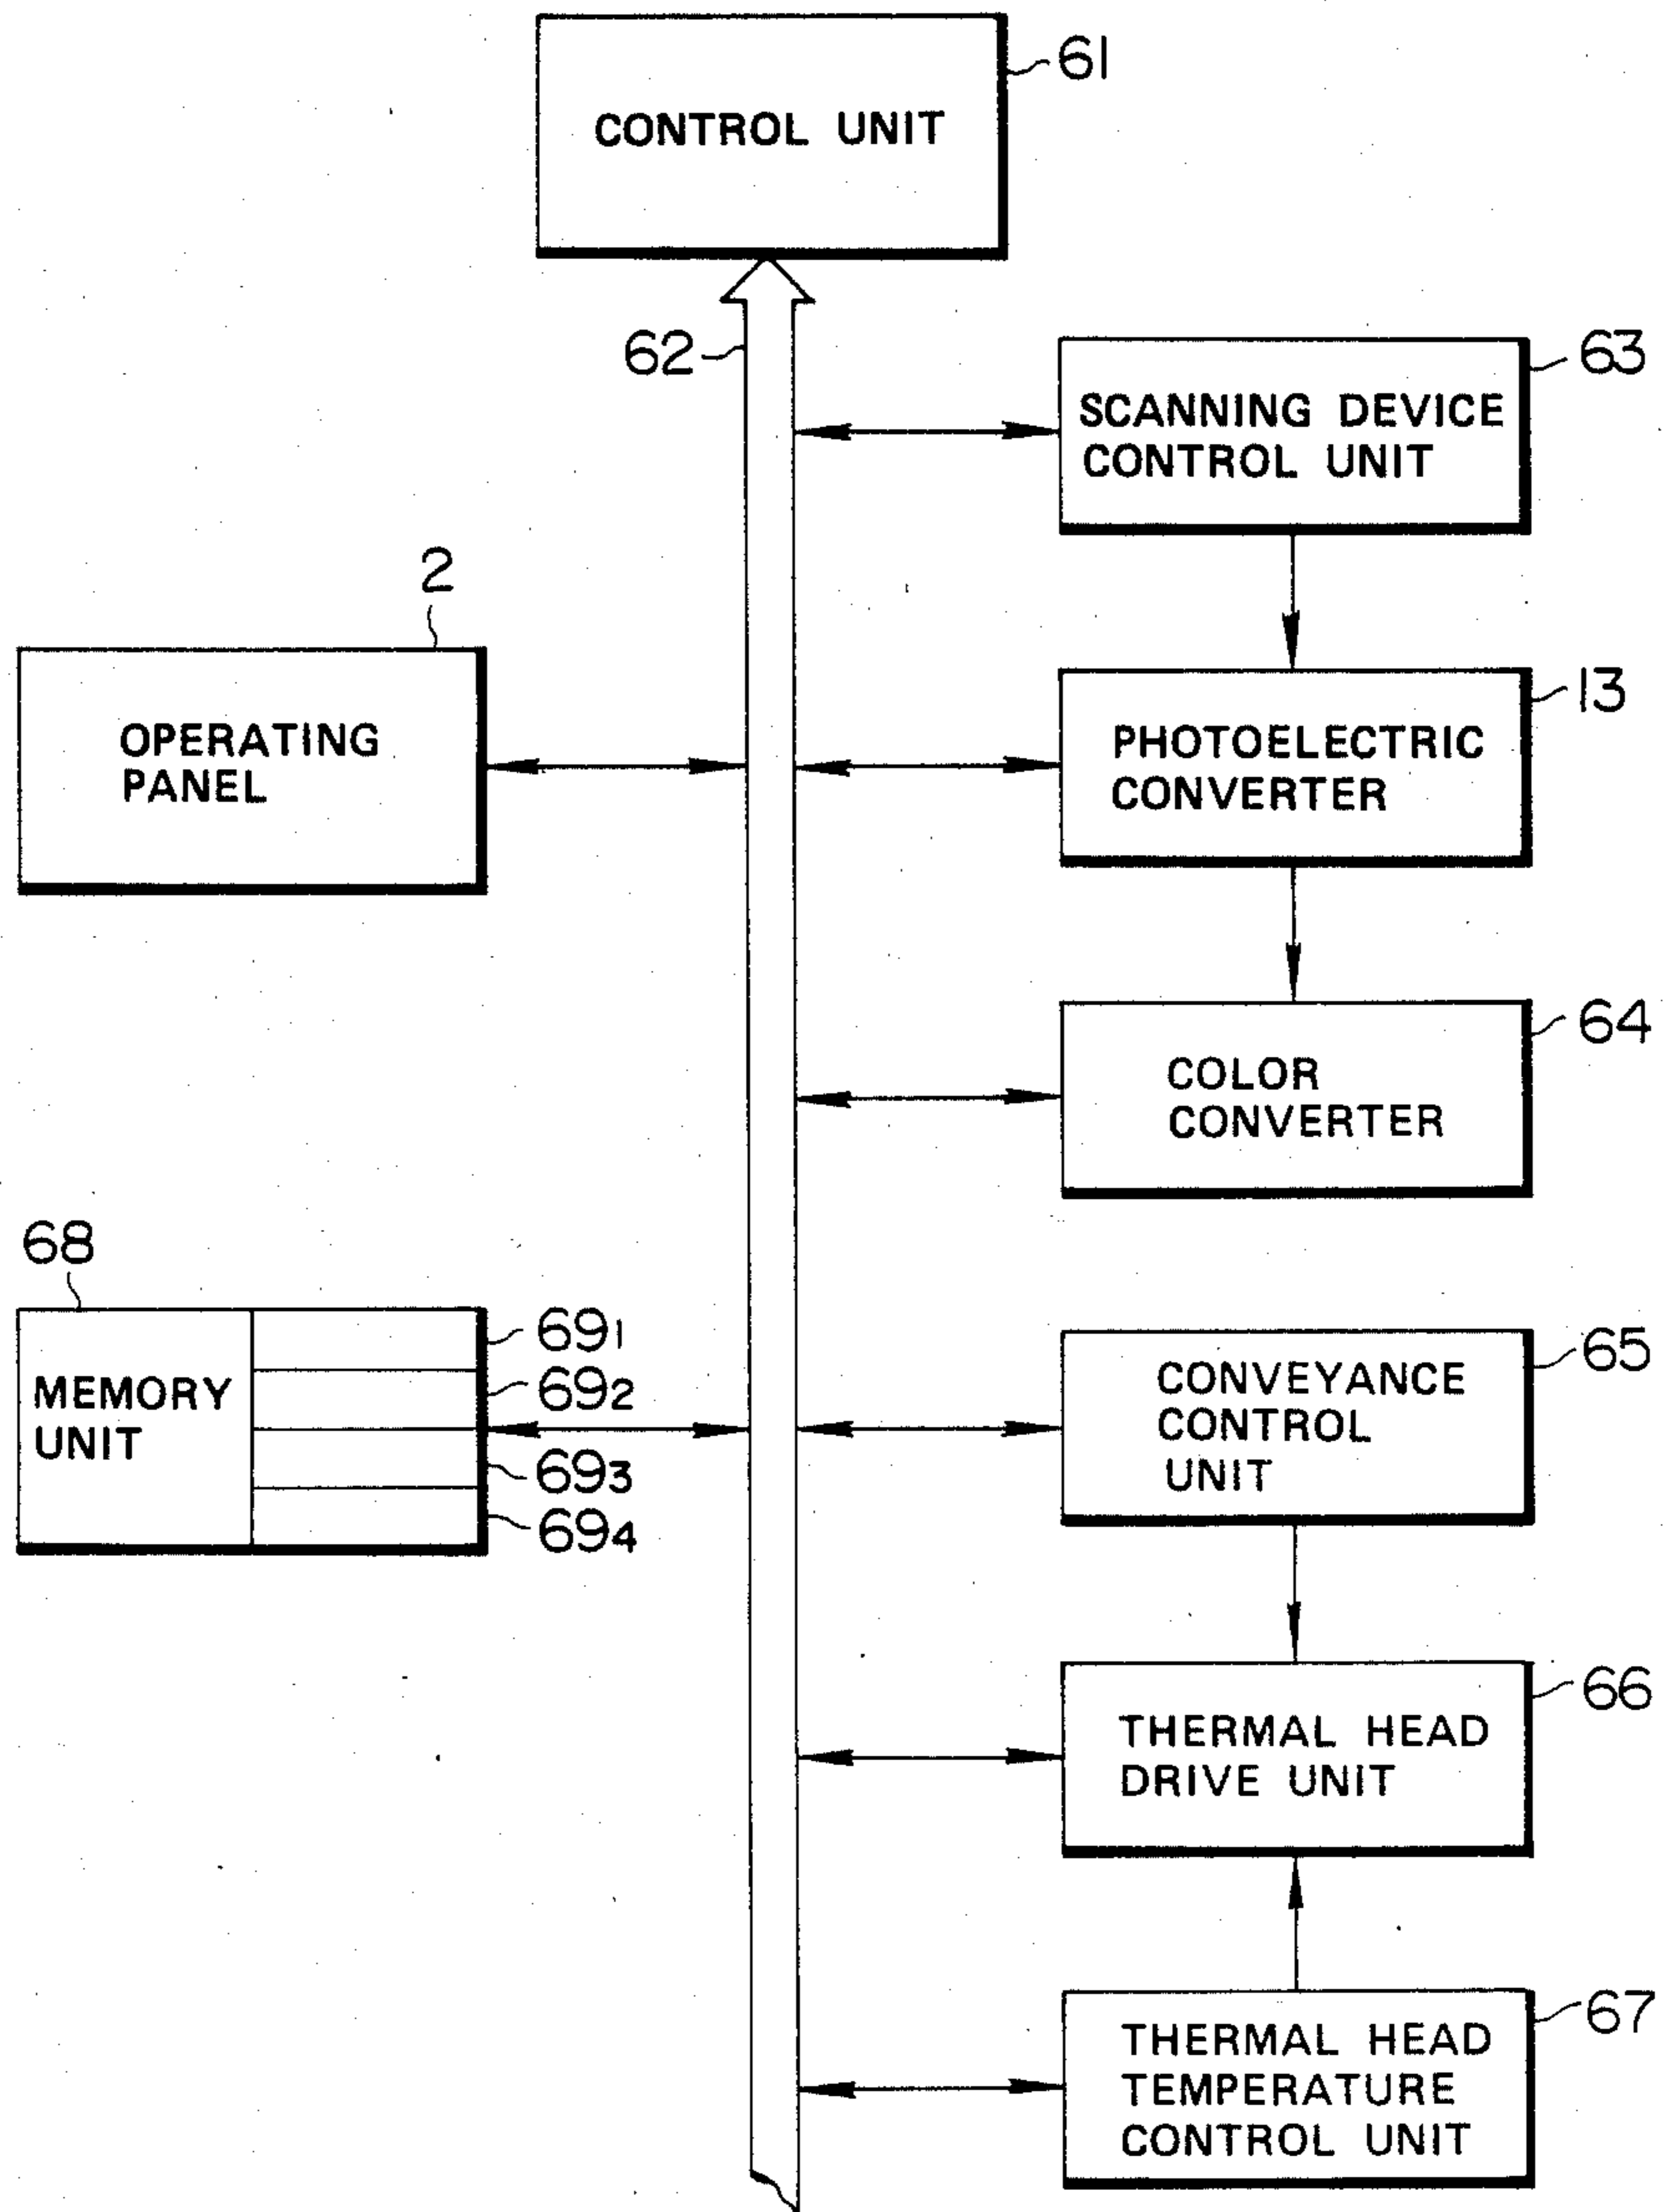 CONTROL UNIT
61
62
SCANNING DEVICE
CONTROL UNIT
63
2
OPERATING
PANEL
PHOTOELECTRIC
CONVERTER
13
COLOR
CONVERTER
64
68
MEMORY
UNIT
691
692
693
694
CONVEYANCE
CONTROL
UNIT
65
THERMAL HEAD
DRIVE UNIT
66
THERMAL HEAD
TEMPERATURE
CONTROL UNIT
67